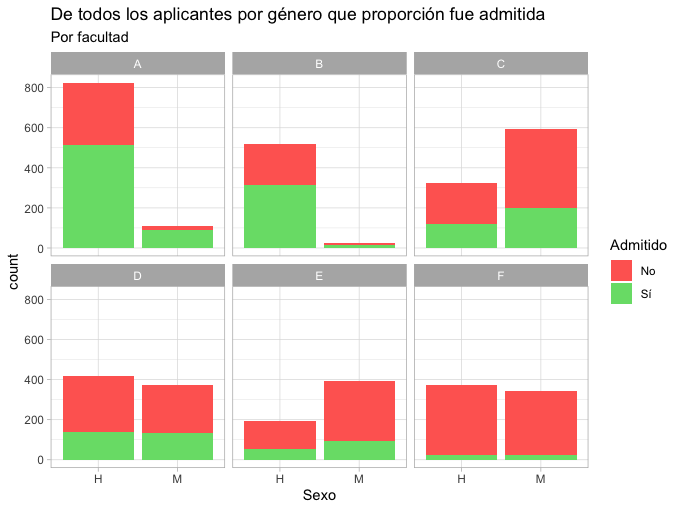 De todos los aplicantes por género que proporción fue admitida
Por facultad
A B C
800
600
400
200
0
D E F
800
600
400
200
0
count
H M H M H M
Sexo
Admitido
No
Sí